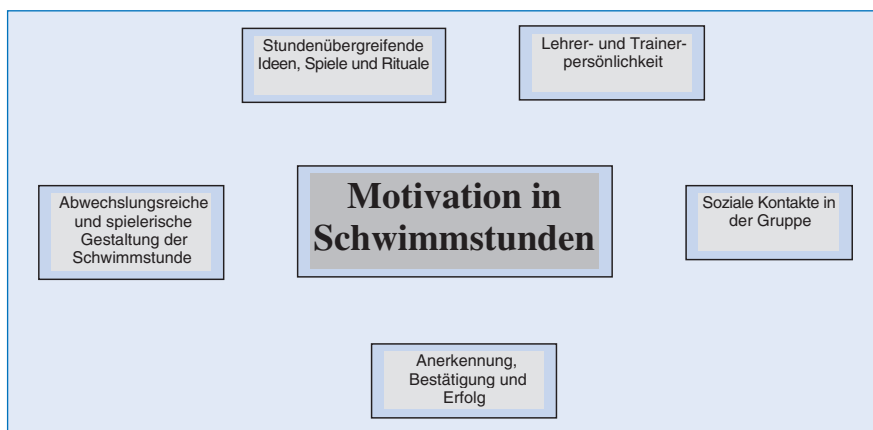 Stundenübergreifende
Ideen, Spiele und Rituale
Lehrer- und Trainer-
persönlichkeit
Abwechslungsreiche
und spielerische
Gestaltung der
Schwimmstunde
Motivation in
Schwimmstunden
Soziale Kontakte in
der Gruppe
Anerkennung,
Bestätigung und
Erfolg